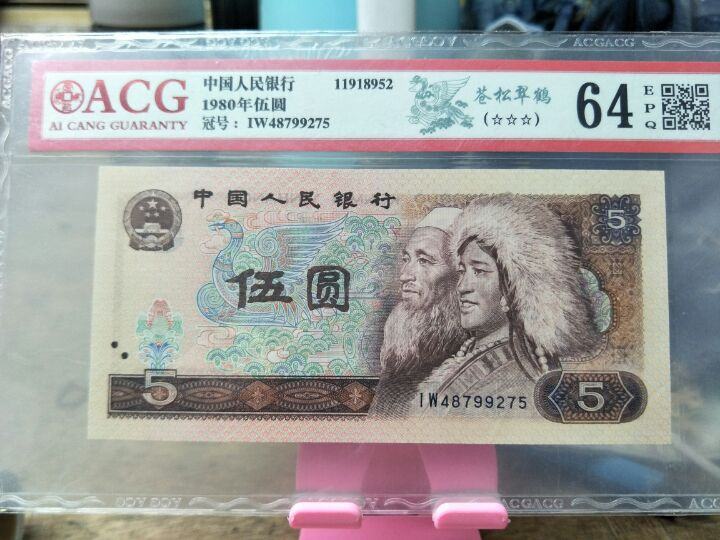 ACGACG
ACG
AI CANG GUARANTY
中国人民银行
1980年伍圆
冠号：IW48799275
11918952
苍松翠鹤
(☆☆☆)
64
EPQ
中国人民银行
5
伍圆
5
IW48799275
5
ACGACG